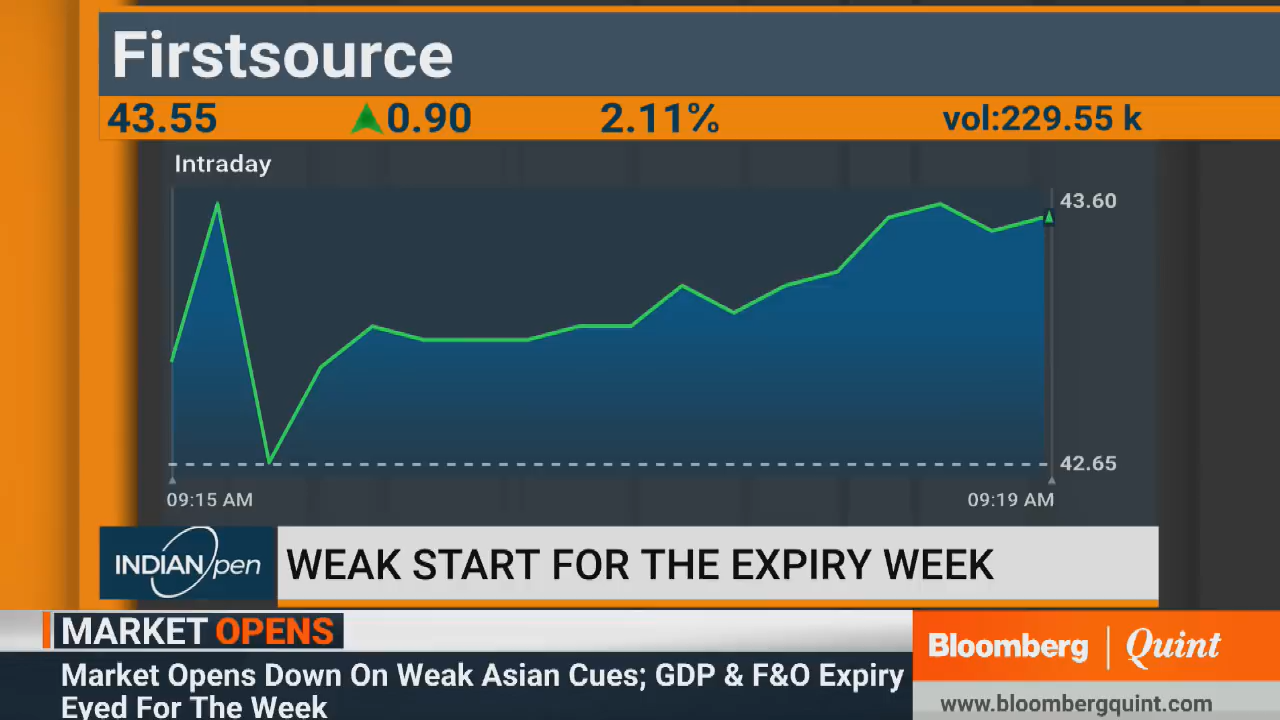 Firstsource
43.55 0.90 2.11% vol:229.55 k
Intraday
43.60
42.65
09:15 AM 09:19 AM
INDIAN Open WEAK START FOR THE EXPIRY WEEK
MARKET OPENS
Bloomberg | Quint
Market Opens Down On Weak Asian Cues; GDP & F&O Expiry
Eyed For The Week
www.bloombergquint.com